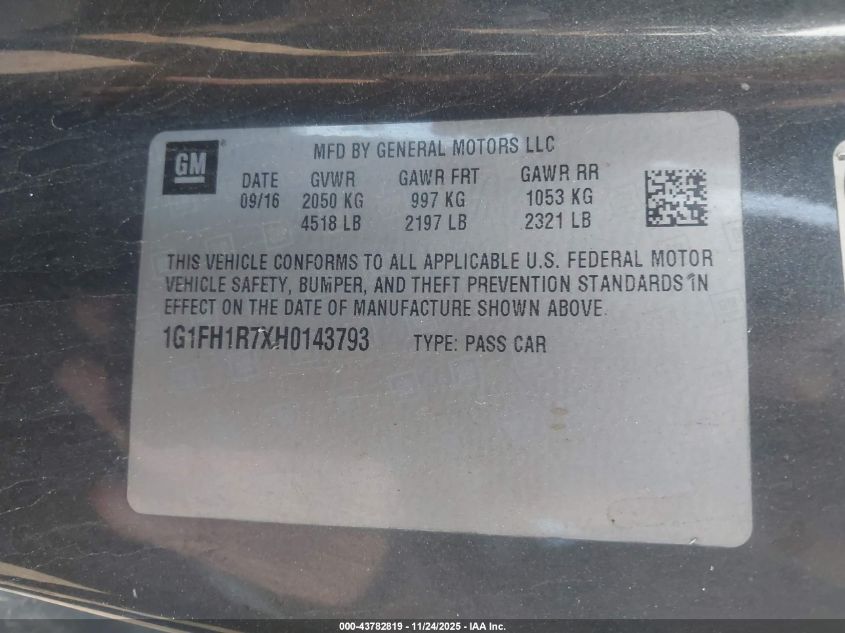 GM
MFD BY GENERAL MOTORS LLC
DATE GVWR GAWR FRT GAWR RR
09/16 2050 KG 997 KG 1053 KG
4518 LB 2197 LB 2321 LB
THIS VEHICLE CONFORMS TO ALL APPLICABLE U.S. FEDERAL MOTOR
VEHICLE SAFETY, BUMPER, AND THEFT PREVENTION STANDARDS IN
EFFECT ON THE DATE OF MANUFACTURE SHOWN ABOVE.
1G1FH1R7XH0143793 TYPE: PASS CAR
000-43782819 - 11/24/2025 - IAA Inc.